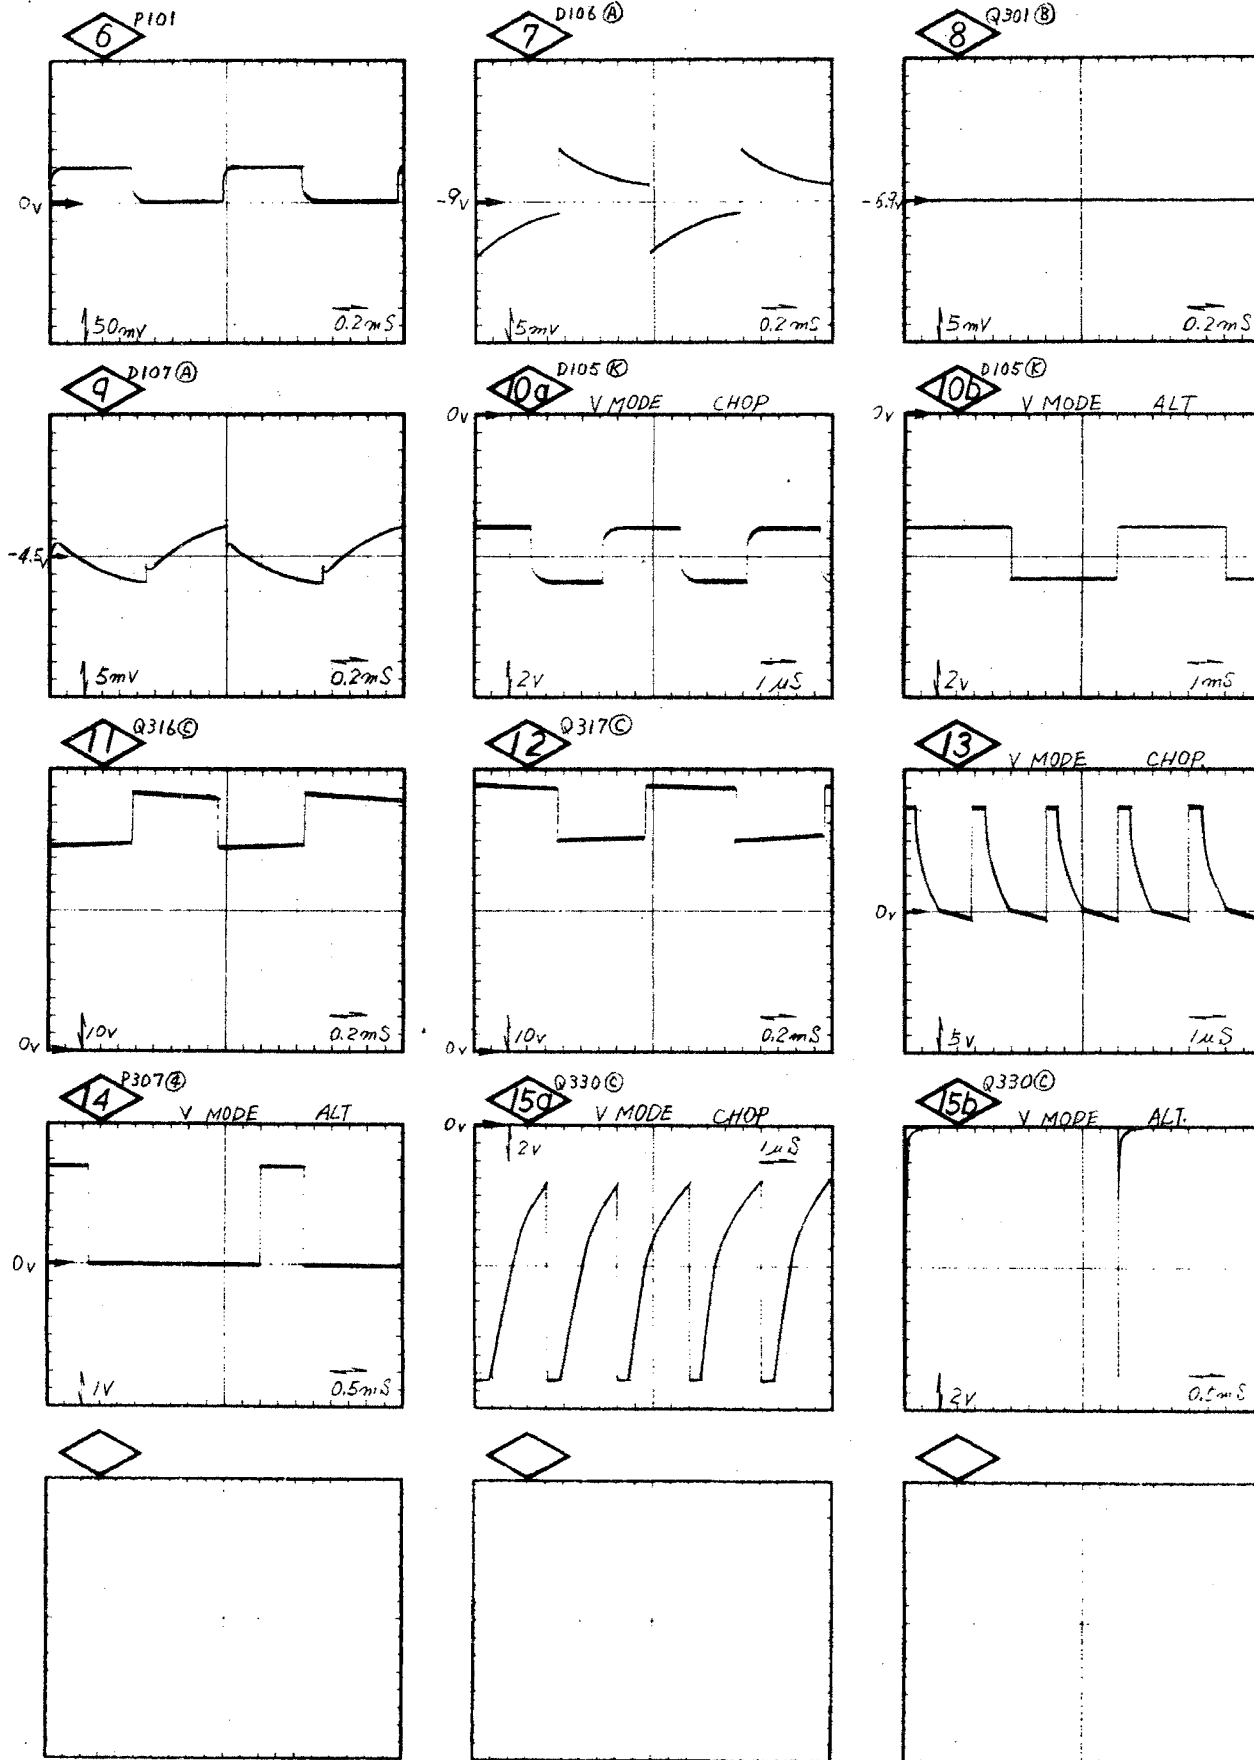 6 P101
0v
50mV 0.2mS
7 D106 Ⓐ
-9v
5mV 0.2mS
8 Q301 Ⓑ
5mV 0.2mS
9 D107 Ⓐ
-4.5v
5mV 0.2mS
10a D105 Ⓚ
0v V MODE CHOP
2v 1μS
10b D105 Ⓚ
0v V MODE ALT
2v 1mS
11 Q316 Ⓒ
10v 0.2mS
0v
12 Q317 Ⓒ
10v 0.2mS
0v
13 V MODE CHOP.
0v
5v 1μS
14 P307 ④
V MODE ALT
0v
1V 0.5mS
15a Q330 Ⓒ
V MODE CHOP
0v
2v 1μS
15b Q330 Ⓒ
V MODE ALT.
2v 0.5mS